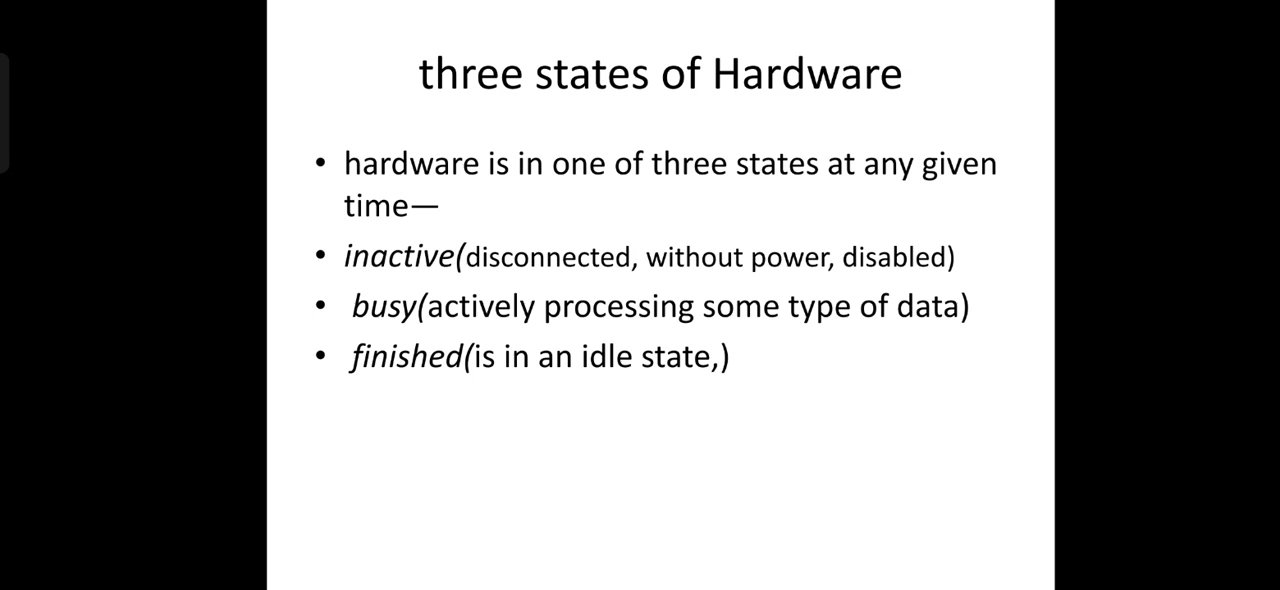 three states of Hardware
• hardware is in one of three states at any given
time—
• inactive(disconnected, without power, disabled)
• busy(actively processing some type of data)
• finished(is in an idle state,)